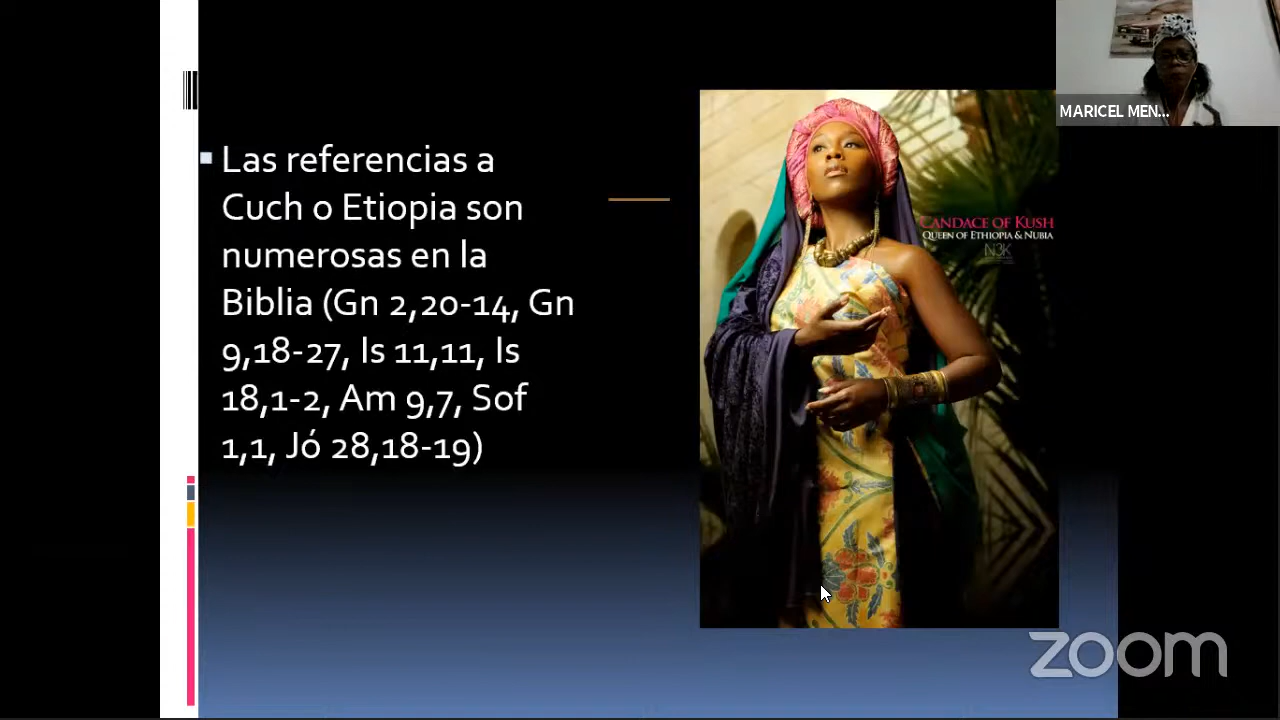 Las referencias a
Cuch o Etiopia son
numerosas en la
Biblia (Gn 2,20-14, Gn
9,18-27, Is 11,11, Is
18,1-2, Am 9,7, Sof
1,1, Jó 28,18-19)
CANDACE OF KUSH
QUEEN OF ETHIOPIA & NUBIA
N3K
MARICEL MEN...
zoom